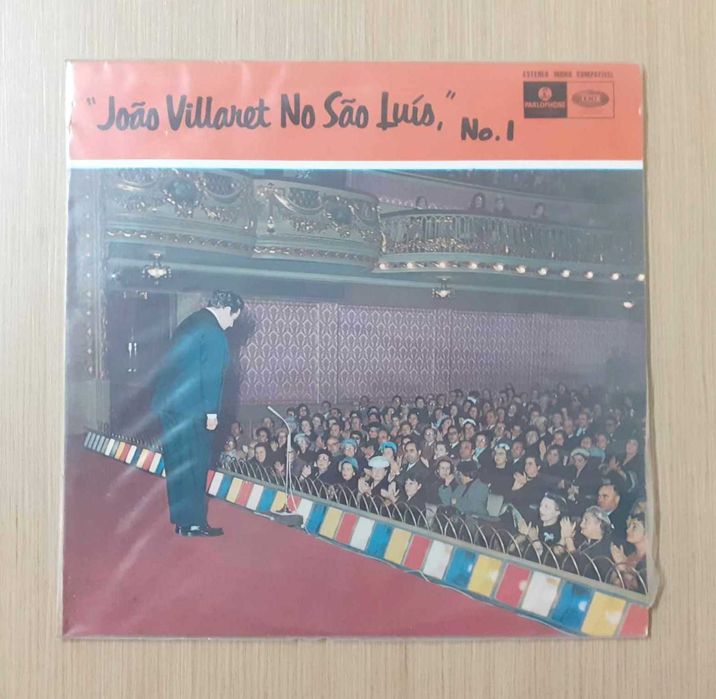 ESTEREO MONO COMPATIVEL
"João Villaret No São Luís," No. 1
PARLOPHONE
EMI